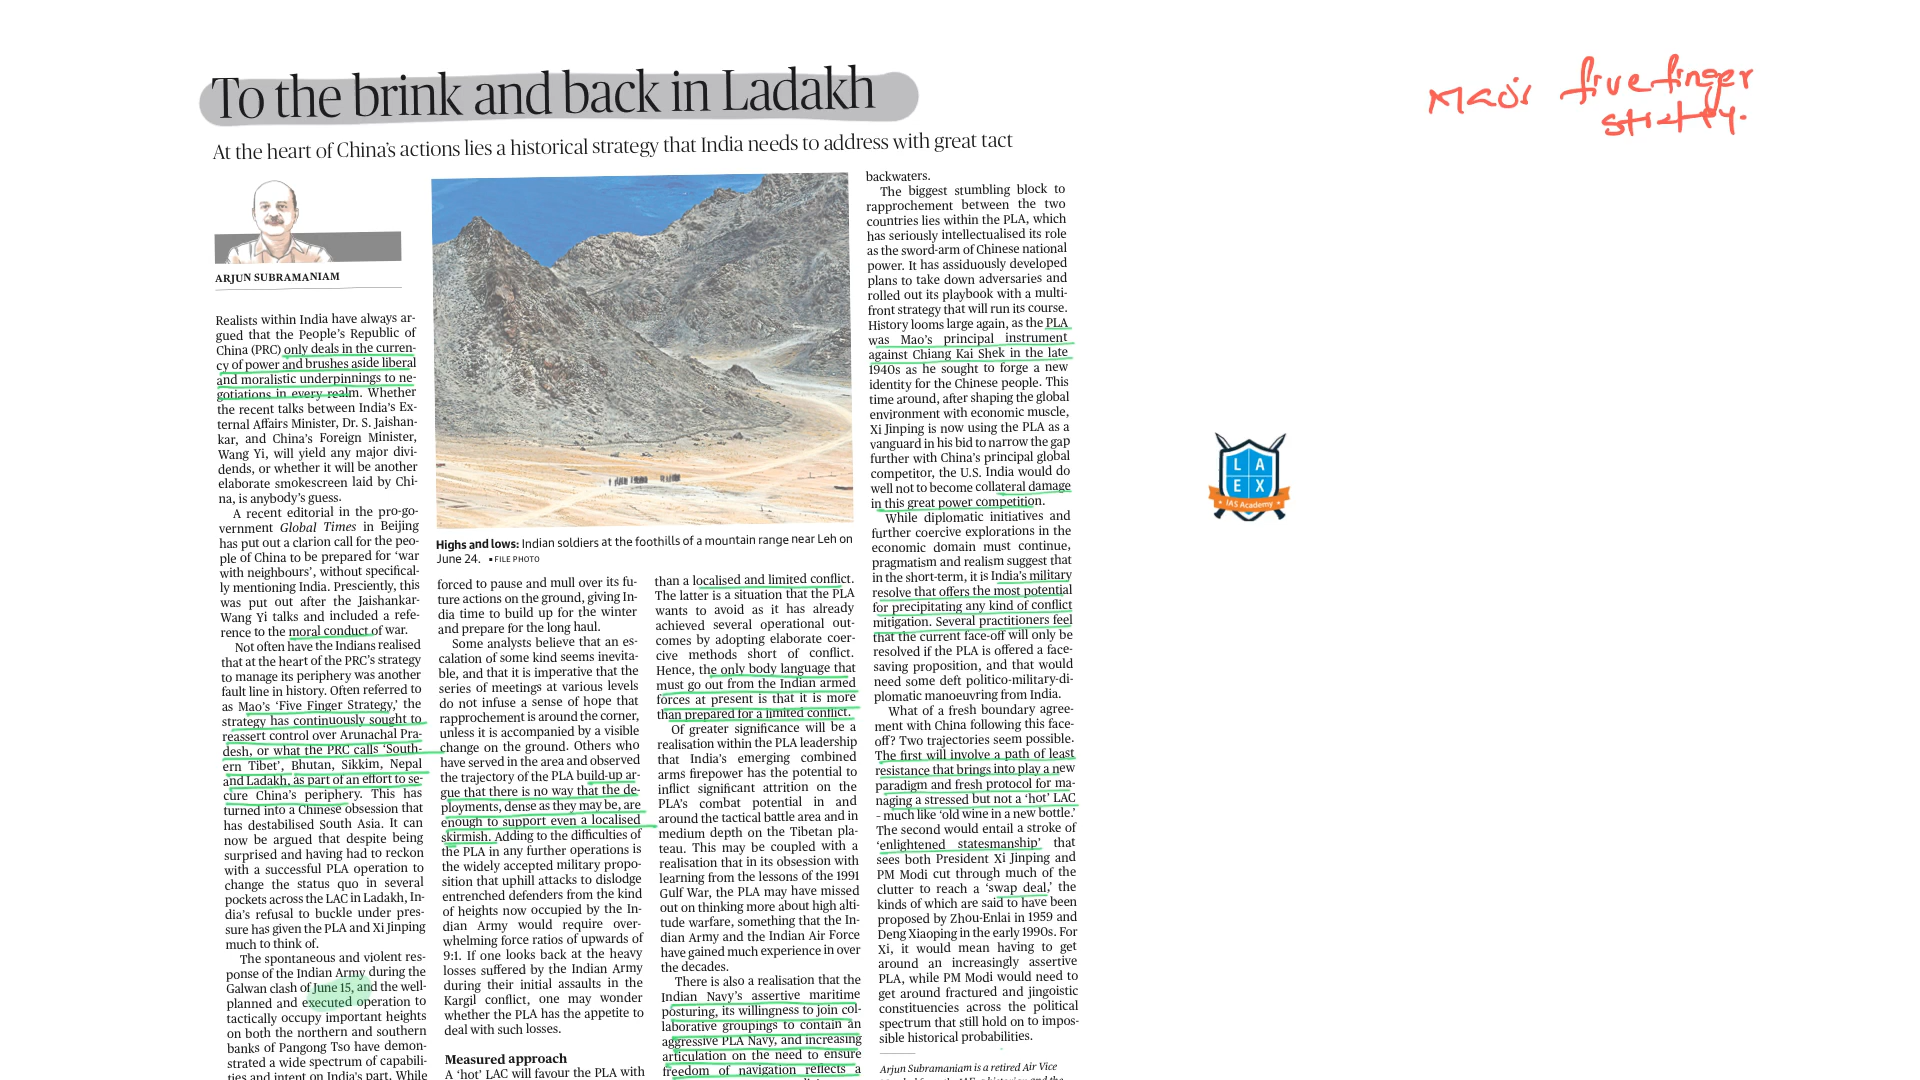 To the brink and back in Ladakh
At the heart of China's actions lies a historical strategy that India needs to address with great tact
ARJUN SUBRAMANIAM
Realists within India have always ar-
gued that the People's Republic of
China (PRC) only deals in the curren-
cy of power and brushes aside liberal
and moralistic underpinnings to ne-
gotiations in every realm. Whether
the recent talks between India's Ex-
ternal Affairs Minister, Dr. S. Jaishan-
kar, and China's Foreign Minister,
Wang Yi, will yield any major divi-
dends, or whether it will be another
elaborate smokescreen laid by Chi-
na, is anybody's guess.
A recent editorial in the pro-go-
vernment Global Times in Beijing
has put out a clarion call for the peo-
ple of China to be prepared for 'war
with neighbours', without specifical-
ly mentioning India. Presciently, this
was put out after the Jaishankar-
Wang Yi talks and included a refe-
rence to the moral conduct of war.
Not often have the Indians realised
that at the heart of the PRC's strategy
to manage its periphery was another
fault line in history. Often referred to
as Mao's 'Five Finger Strategy,' the
strategy has continuously sought to
reassert control over Arunachal Pra-
desh, or what the PRC calls 'South-
ern Tibet', Bhutan, Sikkim, Nepal
and Ladakh, as part of an effort to se-
cure China's periphery. This has
turned into a Chinese obsession that
has destabilised South Asia. It can
now be argued that despite being
surprised and having had to reckon
with a successful PLA operation to
change the status quo in several
pockets across the LAC in Ladakh, In-
dia's refusal to buckle under pres-
sure has given the PLA and Xi Jinping
much to think of.
The spontaneous and violent res-
ponse of the Indian Army during the
Galwan clash of June 15, and the well-
planned and executed operation to
tactically occupy important heights
on both the northern and southern
banks of Pangong Tso have demon-
strated a wide spectrum of capabili-
ties and intent on India's part. While
Highs and lows: Indian soldiers at the foothills of a mountain range near Leh on
June 24. ▪ FILE PHOTO
forced to pause and mull over its fu-
ture actions on the ground, giving In-
dia time to build up for the winter
and prepare for the long haul.
Some analysts believe that an es-
calation of some kind seems inevita-
ble, and that it is imperative that the
series of meetings at various levels
do not infuse a sense of hope that
rapprochement is around the corner,
unless it is accompanied by a visible
change on the ground. Others who
have served in the area and observed
the trajectory of the PLA build-up ar-
gue that there is no way that the de-
ployments, dense as they may be, are
enough to support even a localised
skirmish. Adding to the difficulties of
the PLA in any further operations is
the widely accepted military propo-
sition that uphill attacks to dislodge
entrenched defenders from the kind
of heights now occupied by the In-
dian Army would require over-
whelming force ratios of upwards of
9:1. If one looks back at the heavy
losses suffered by the Indian Army
during their initial assaults in the
Kargil conflict, one may wonder
whether the PLA has the appetite to
deal with such losses.
Measured approach
A 'hot' LAC will favour the PLA with
than a localised and limited conflict.
The latter is a situation that the PLA
wants to avoid as it has already
achieved several operational out-
comes by adopting elaborate coer-
cive methods short of conflict.
Hence, the only body language that
must go out from the Indian armed
forces at present is that it is more
than prepared for a limited conflict.
Of greater significance will be a
realisation within the PLA leadership
that India's emerging combined
arms firepower has the potential to
inflict significant attrition on the
PLA's combat potential in and
around the tactical battle area and in
medium depth on the Tibetan pla-
teau. This may be coupled with a
realisation that in its obsession with
learning from the lessons of the 1991
Gulf War, the PLA may have missed
out on thinking more about high alti-
tude warfare, something that the In-
dian Army and the Indian Air Force
have gained much experience in over
the decades.
There is also a realisation that the
Indian Navy's assertive maritime
posturing, its willingness to join col-
laborative groupings to contain an
aggressive PLA Navy, and increasing
articulation on the need to ensure
freedom of navigation reflects a
backwaters.
The biggest stumbling block to
rapprochement between the two
countries lies within the PLA, which
has seriously intellectualised its role
as the sword-arm of Chinese national
power. It has assiduously developed
plans to take down adversaries and
rolled out its playbook with a multi-
front strategy that will run its course.
History looms large again, as the PLA
was Mao's principal instrument
against Chiang Kai Shek in the late
1940s as he sought to forge a new
identity for the Chinese people. This
time around, after shaping the global
environment with economic muscle,
Xi Jinping is now using the PLA as a
vanguard in his bid to narrow the gap
further with China's principal global
competitor, the U.S. India would do
well not to become collateral damage
in this great power competition.
While diplomatic initiatives and
further coercive explorations in the
economic domain must continue,
pragmatism and realism suggest that
in the short-term, it is India's military
resolve that offers the most potential
for precipitating any kind of conflict
mitigation. Several practitioners feel
that the current face-off will only be
resolved if the PLA is offered a face-
saving proposition, and that would
need some deft politico-military-di-
plomatic manoeuvring from India.
What of a fresh boundary agree-
ment with China following this face-
off? Two trajectories seem possible.
The first will involve a path of least
resistance that brings into play a new
paradigm and fresh protocol for ma-
naging a stressed but not a 'hot' LAC
- much like 'old wine in a new bottle.'
The second would entail a stroke of
'enlightened statesmanship' that
sees both President Xi Jinping and
PM Modi cut through much of the
clutter to reach a 'swap deal,' the
kinds of which are said to have been
proposed by Zhou-Enlai in 1959 and
Deng Xiaoping in the early 1990s. For
Xi, it would mean having to get
around an increasingly assertive
PLA, while PM Modi would need to
get around fractured and jingoistic
constituencies across the political
spectrum that still hold on to impos-
sible historical probabilities.
Arjun Subramaniam is a retired Air Vice
Mao's five finger
LA
EX
IAS Academy